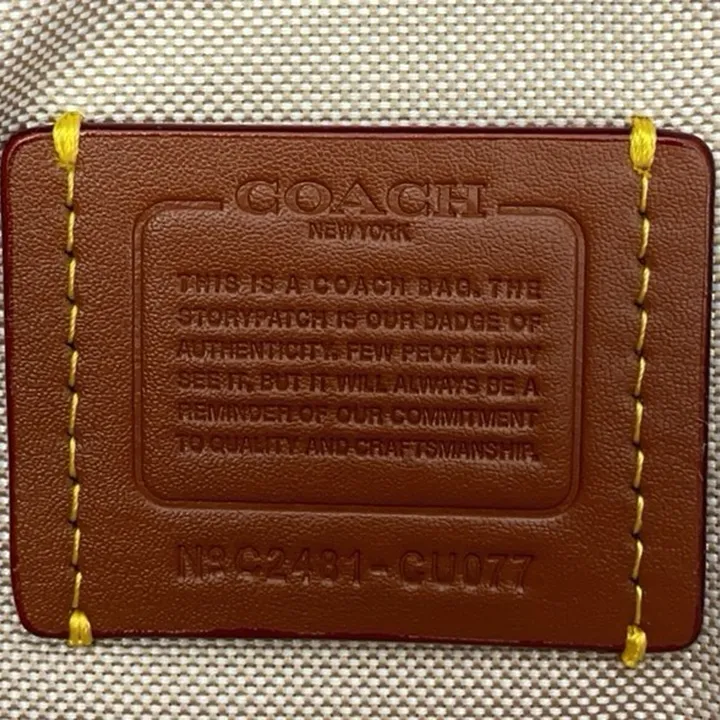 COACH
NEW YORK
THIS IS A COACH BAG. THE
STORYPATCH IS OUR BADGE OF
AUTHENTICITY. FEW PEOPLE MAY
SEE IT, BUT IT WILL ALWAYS BE A
REMINDER OF OUR COMMITMENT
TO QUALITY AND CRAFTSMANSHIP.
Nº C2481-CU077